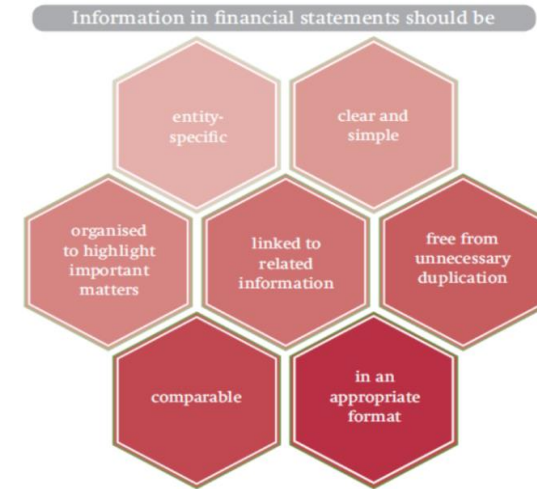 Information in financial statements should be
entity-
specific
clear and
simple
organised
to highlight
important
matters
linked to
related
information
free from
unnecessary
duplication
comparable
in an
appropriate
format